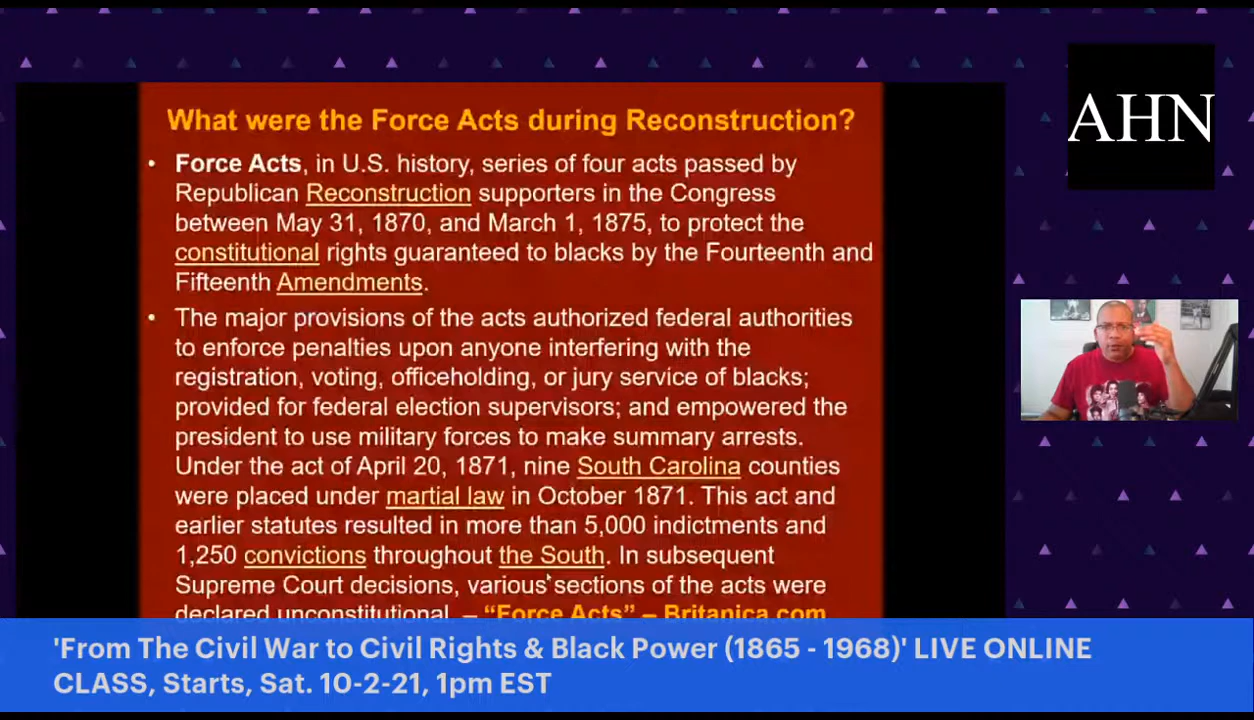 What were the Force Acts during Reconstruction?
• Force Acts, in U.S. history, series of four acts passed by
Republican Reconstruction supporters in the Congress
between May 31, 1870, and March 1, 1875, to protect the
constitutional rights guaranteed to blacks by the Fourteenth and
Fifteenth Amendments.
• The major provisions of the acts authorized federal authorities
to enforce penalties upon anyone interfering with the
registration, voting, officeholding, or jury service of blacks;
provided for federal election supervisors; and empowered the
president to use military forces to make summary arrests.
Under the act of April 20, 1871, nine South Carolina counties
were placed under martial law in October 1871. This act and
earlier statutes resulted in more than 5,000 indictments and
1,250 convictions throughout the South. In subsequent
Supreme Court decisions, various sections of the acts were
declared unconstitutional. – “Force Acts” – Britanica.com
AHN
'From The Civil War to Civil Rights & Black Power (1865 - 1968)' LIVE ONLINE
CLASS, Starts, Sat. 10-2-21, 1pm EST